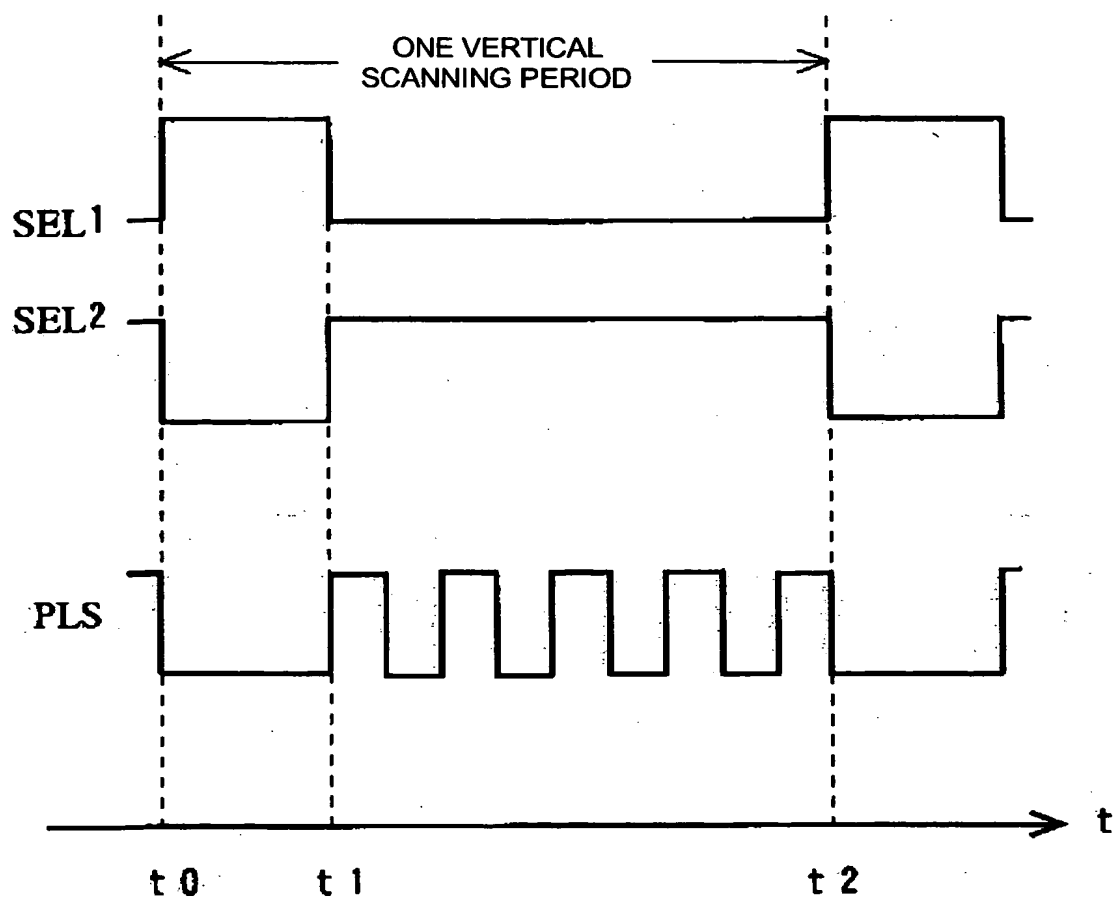 ONE VERTICAL
SCANNING PERIOD
SEL1
SEL2
PLS
t
t0 t1 t2